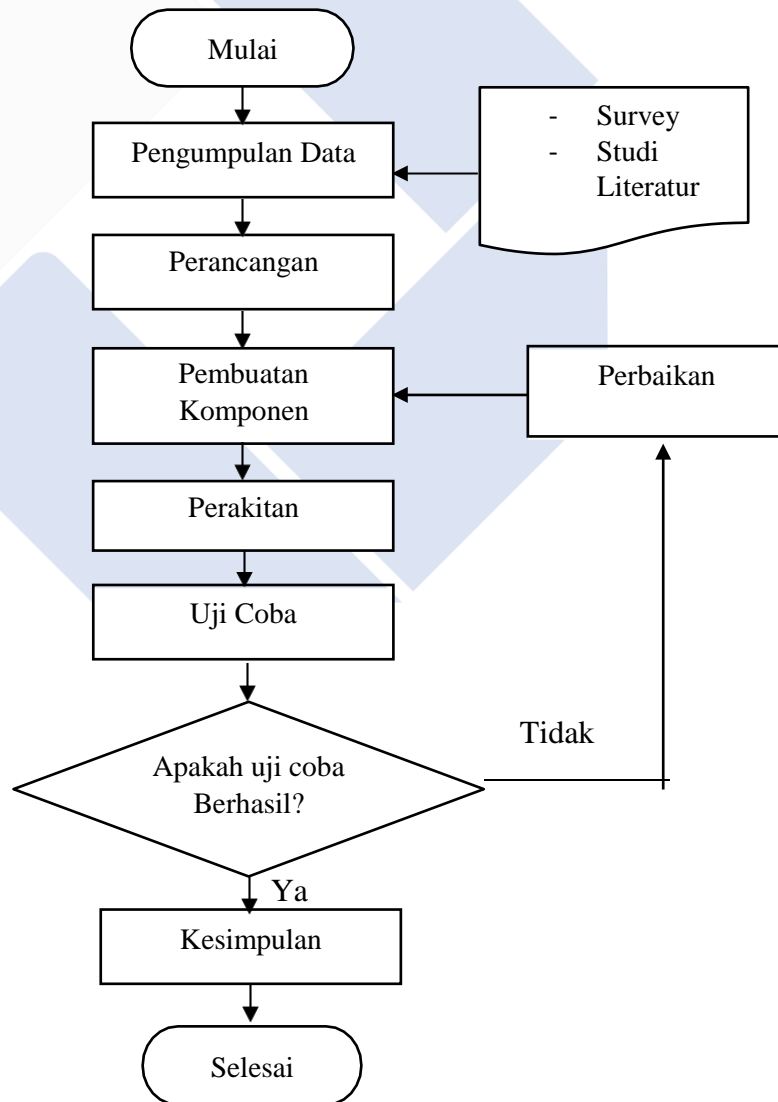 Mulai
Pengumpulan Data
- Survey
- Studi
Literatur
Perancangan
Pembuatan
Komponen
Perbaikan
Perakitan
Uji Coba
Apakah uji coba
Berhasil?
Tidak
Ya
Kesimpulan
Selesai